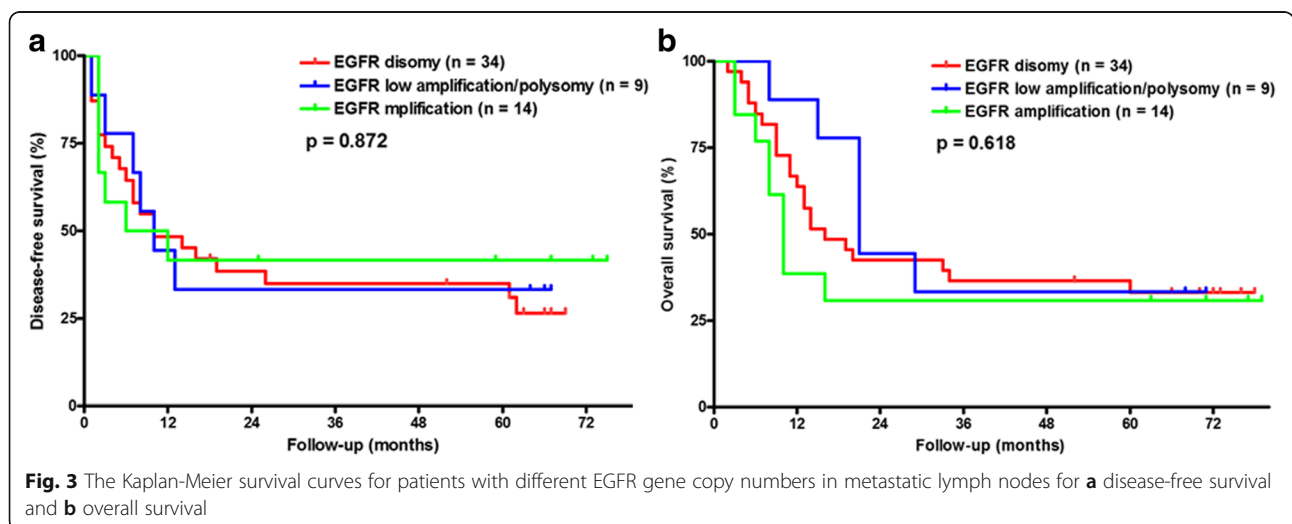 a
EGFR disomy (n = 34)
EGFR low amplification/polysomy (n = 9)
EGFR mplification (n = 14)
p = 0.872
Disease-free survival (%)
100
75
50
25
0
0 12 24 36 48 60 72
Follow-up (months)
b
EGFR disomy (n = 34)
EGFR low amplification/polysomy (n = 9)
EGFR amplification (n = 14)
p = 0.618
Overall survival (%)
100
75
50
25
0
0 12 24 36 48 60 72
Follow-up (months)
Fig. 3 The Kaplan-Meier survival curves for patients with different EGFR gene copy numbers in metastatic lymph nodes for a disease-free survival
and b overall survival